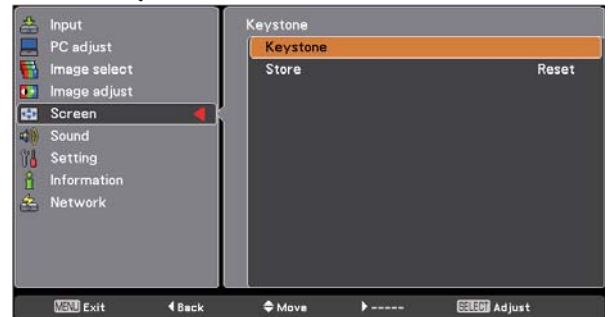 Input
PC adjust
Image select
Image adjust
Screen
Sound
Setting
Information
Network
Keystone
Keystone
Store Reset
MENU Exit Back Move ----- SELECT Adjust